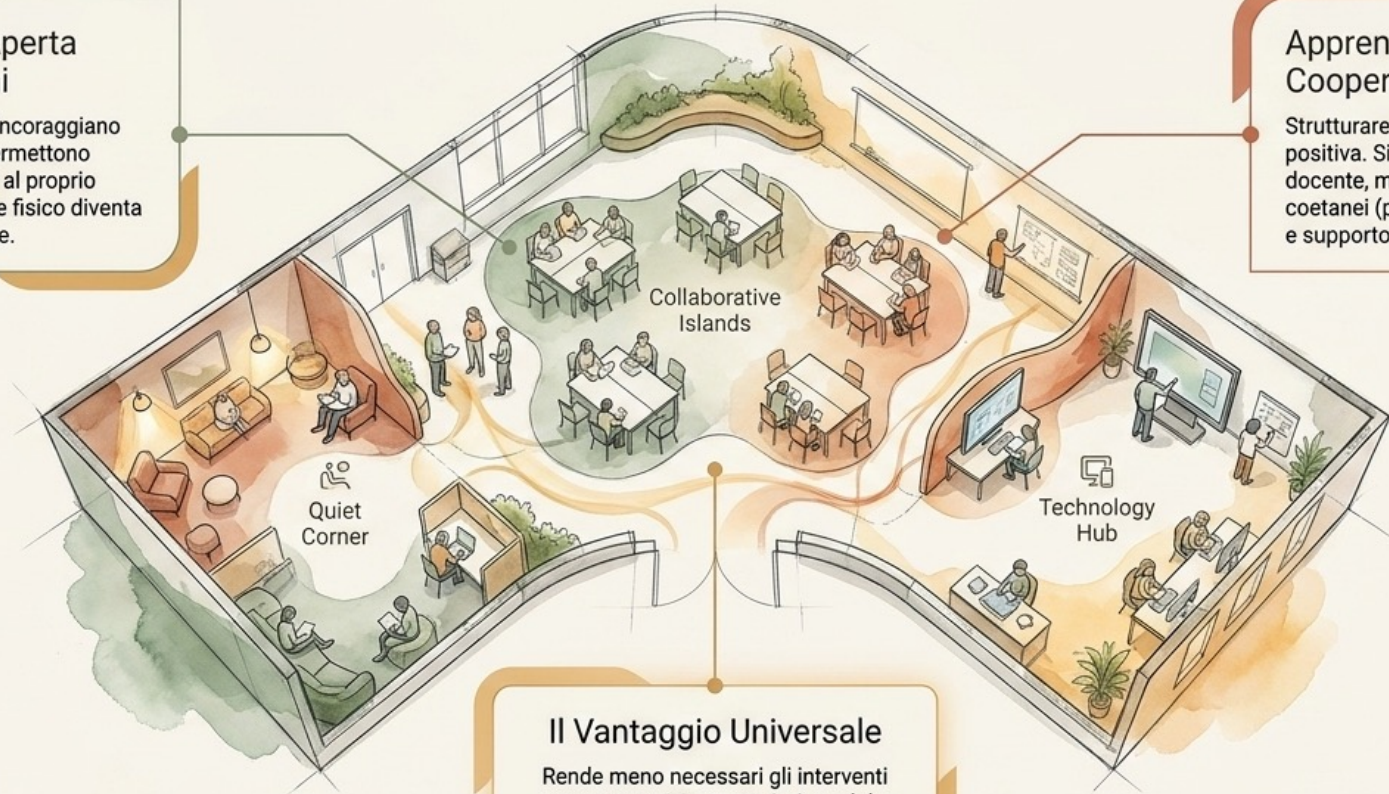 perta
i
ncoraggiano
rmettono
al proprio
e fisico diventa
e.
Appren
Cooper
Strutturare
positiva. Si
docente, m
coetanei (p
e supporto
Collaborative
Islands
Quiet
Corner
Technology
Hub
Il Vantaggio Universale
Rende meno necessari gli interventi